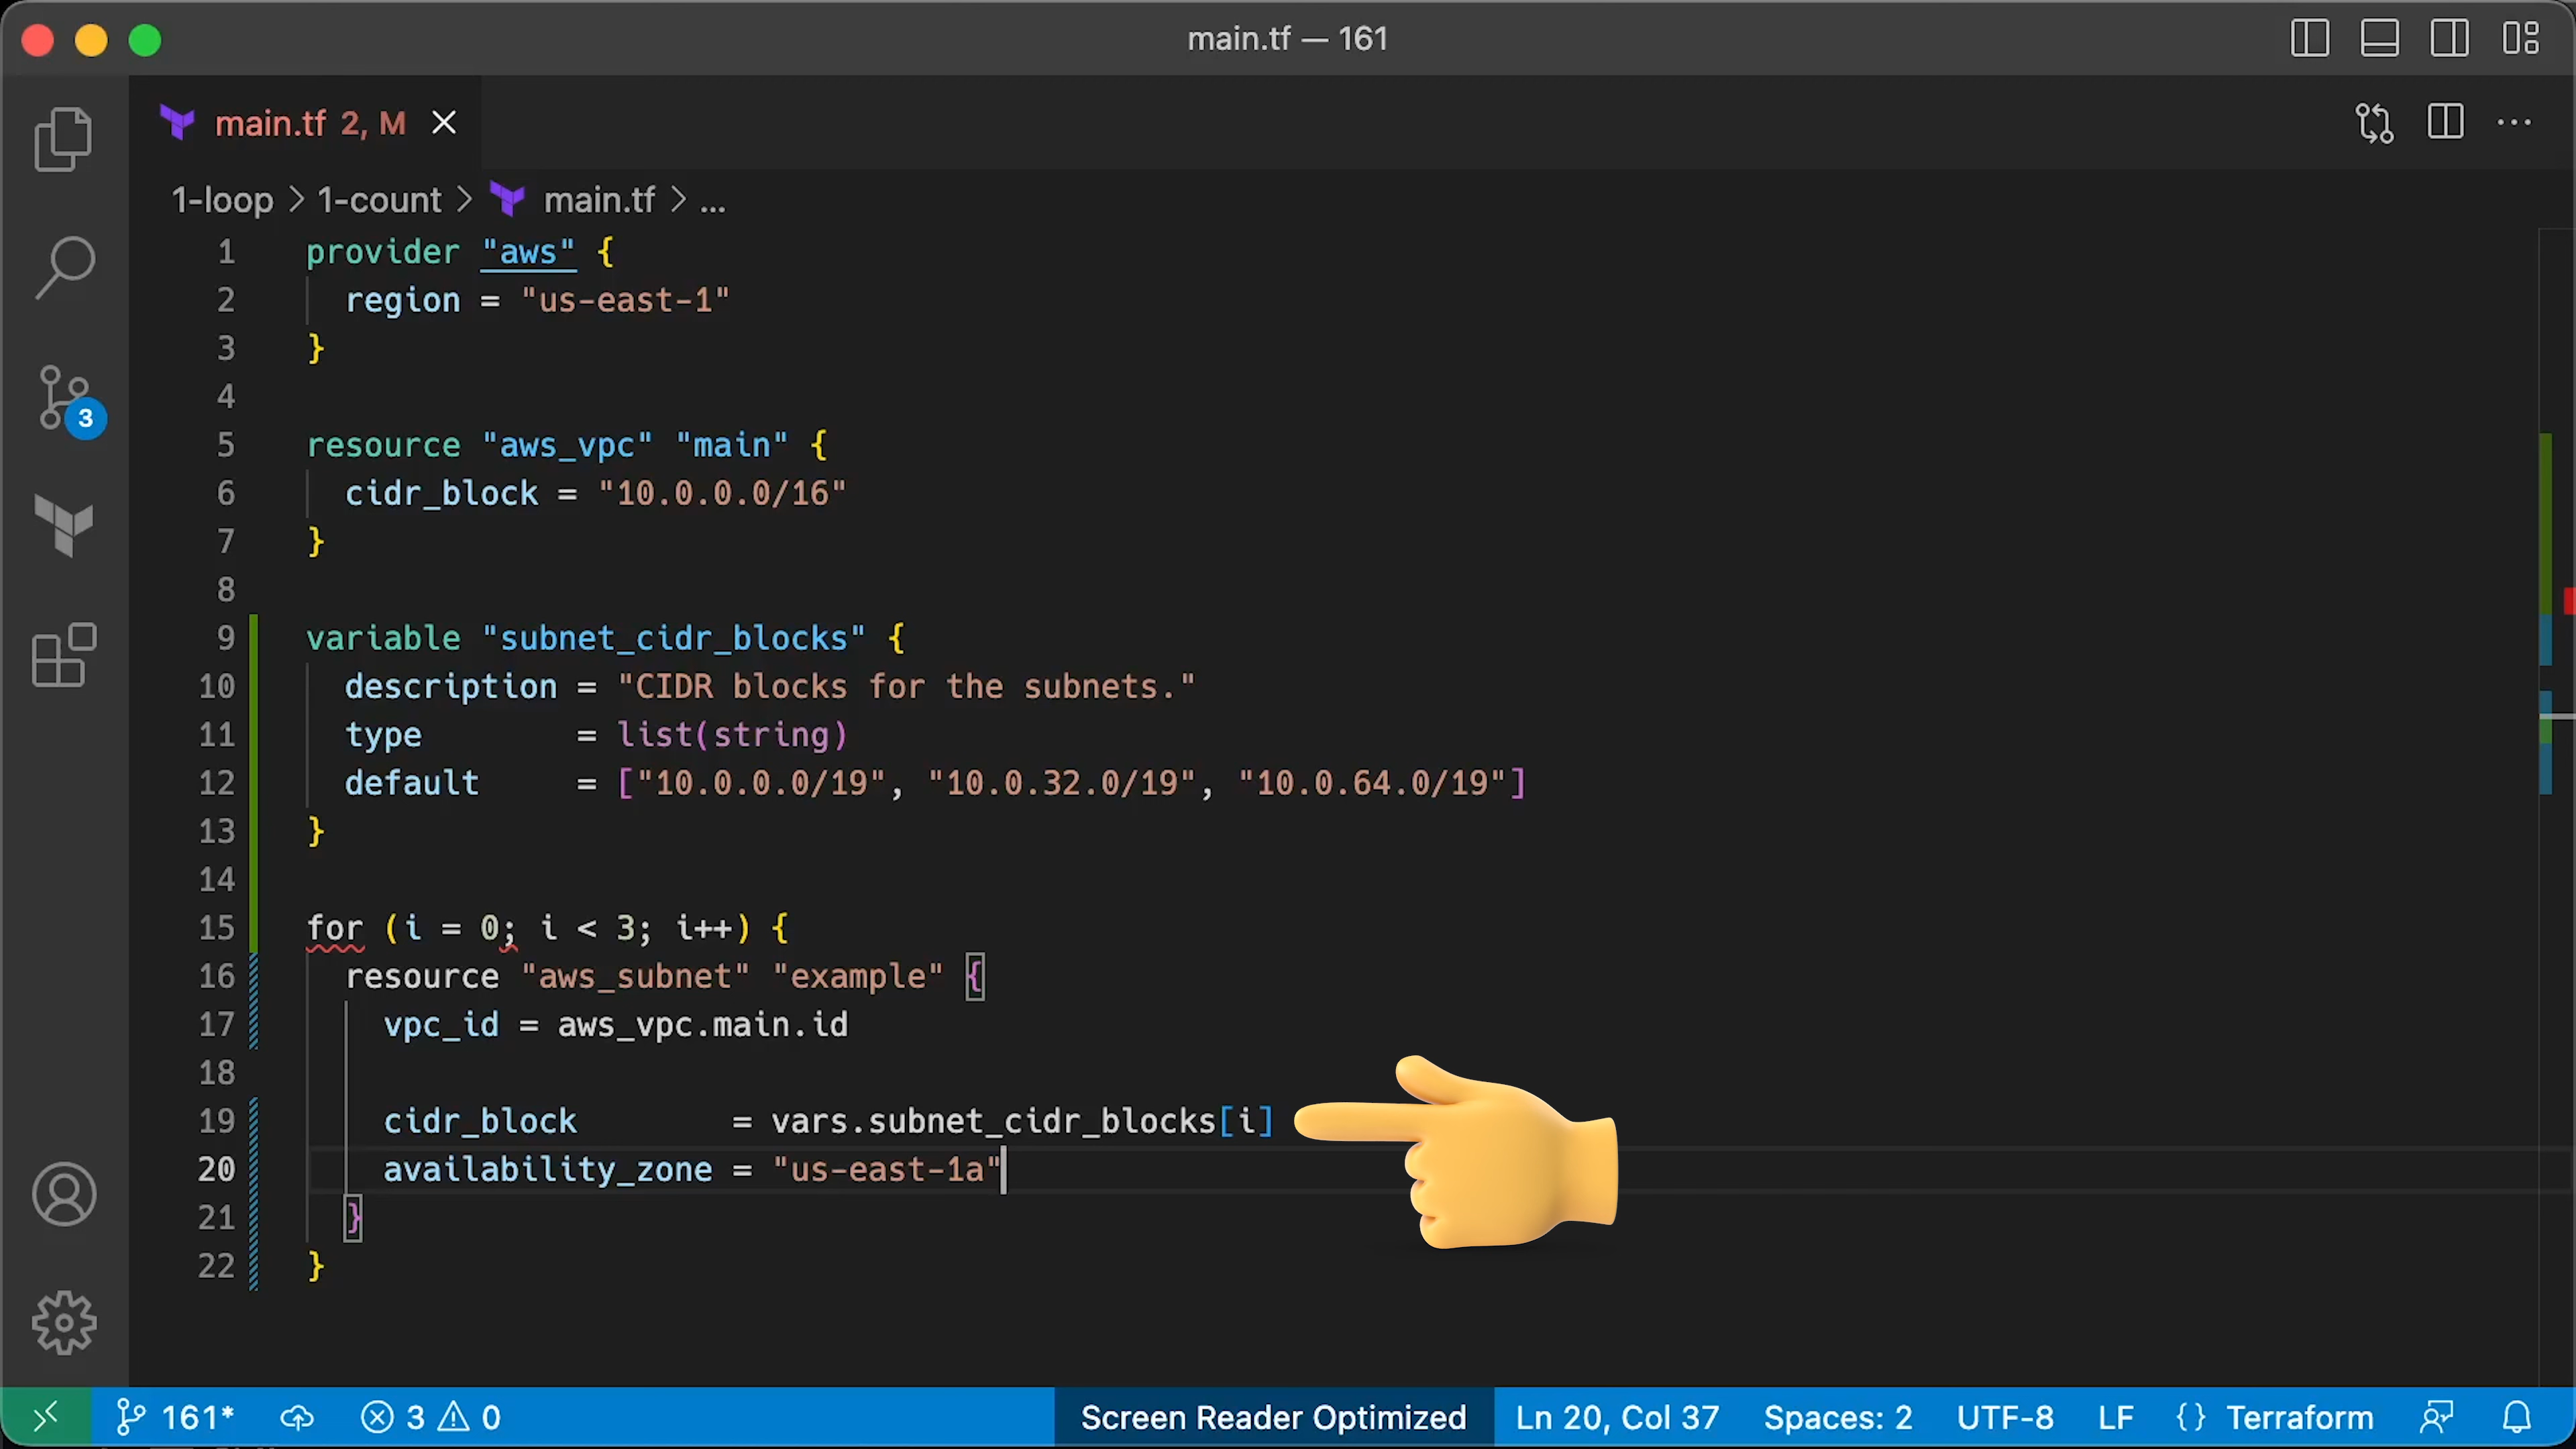 main.tf — 161
main.tf 2, M
1-loop > 1-count > main.tf > ...
1 provider "aws" {
2   region = "us-east-1"
3 }
4
5 resource "aws_vpc" "main" {
6   cidr_block = "10.0.0.0/16"
7 }
8
9 variable "subnet_cidr_blocks" {
10   description = "CIDR blocks for the subnets."
11   type        = list(string)
12   default     = ["10.0.0.0/19", "10.0.32.0/19", "10.0.64.0/19"]
13 }
14
15 for (i = 0; i < 3; i++) {
16   resource "aws_subnet" "example" {
17     vpc_id = aws_vpc.main.id
18
19     cidr_block        = vars.subnet_cidr_blocks[i]
20     availability_zone = "us-east-1a"
21   }
22 }
3
161* 3 0 Screen Reader Optimized Ln 20, Col 37 Spaces: 2 UTF-8 LF {} Terraform